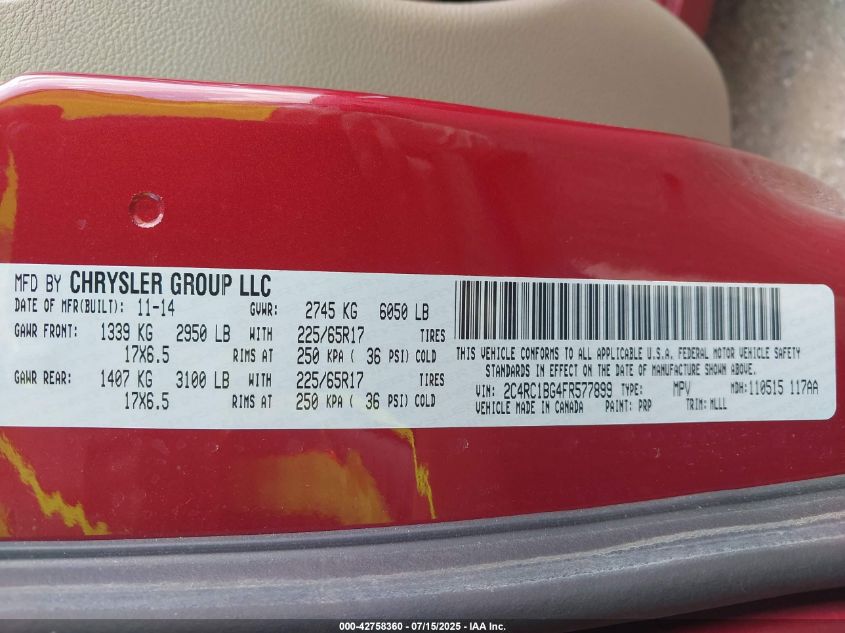 MFD BY CHRYSLER GROUP LLC
DATE OF MFR(BUILT): 11-14 GVWR: 2745 KG 6050 LB
GAWR FRONT: 1339 KG 2950 LB WITH 225/65R17 TIRES
17X6.5 RIMS AT 250 KPA ( 36 PSI) COLD
GAWR REAR: 1407 KG 3100 LB WITH 225/65R17 TIRES
17X6.5 RIMS AT 250 KPA ( 36 PSI) COLD
THIS VEHICLE CONFORMS TO ALL APPLICABLE U.S.A. FEDERAL MOTOR VEHICLE SAFETY
STANDARDS IN EFFECT ON THE DATE OF MANUFACTURE SHOWN ABOVE.
VIN: 2C4RC1BG4FR577899 TYPE: MPV MDH: 110515 117AA
VEHICLE MADE IN CANADA PAINT: PRP TRIM: MLLL
000-42758360 - 07/15/2025 - IAA Inc.